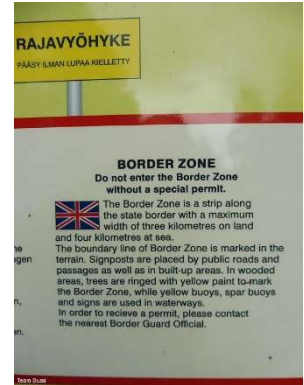 RAJAVYÖHYKE
PÄÄSY ILMAN LUPAA KIELLETTY
BORDER ZONE
Do not enter the Border Zone
without a special permit.
The Border Zone is a strip along
the state border with a maximum
width of three kilometres on land
and four kilometres at sea.
The boundary line of Border Zone is marked in the
terrain. Signposts are placed by public roads and
passages as well as in built-up areas. In wooded
areas, trees are ringed with yellow paint to mark
the Border Zone, while yellow buoys, spar buoys
and signs are used in waterways.
In order to recieve a permit, please contact
the nearest Border Guard Official.
Team Bussi